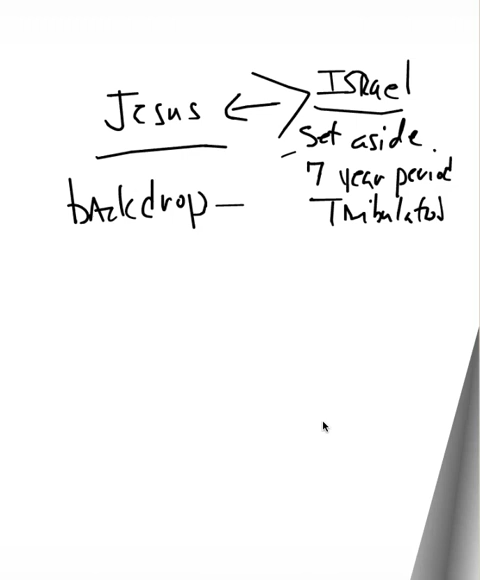 Jesus
backdrop —
Israel
Set aside.
7 year period
Tribulation